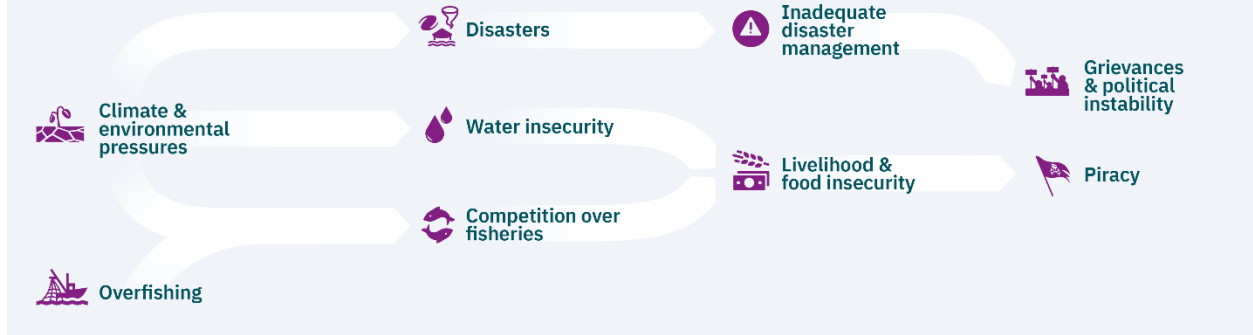 Disasters
Inadequate
disaster
management
Grievances
& political
instability
Climate &
environmental
pressures
Water insecurity
Livelihood &
food insecurity
Piracy
Competition over
fisheries
Overfishing